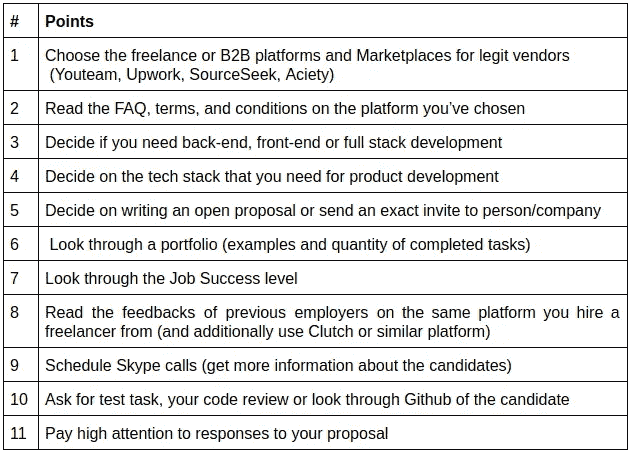 # Points
1 Choose the freelance or B2B platforms and Marketplaces for legit vendors
(Youteam, Upwork, SourceSeek, Aciety)
2 Read the FAQ, terms, and conditions on the platform you’ve chosen
3 Decide if you need back-end, front-end or full stack development
4 Decide on the tech stack that you need for product development
5 Decide on writing an open proposal or send an exact invite to person/company
6 Look through a portfolio (examples and quantity of completed tasks)
7 Look through the Job Success level
8 Read the feedbacks of previous employers on the same platform you hire a
freelancer from (and additionally use Clutch or similar platform)
9 Schedule Skype calls (get more information about the candidates)
10 Ask for test task, your code review or look through Github of the candidate
11 Pay high attention to responses to your proposal